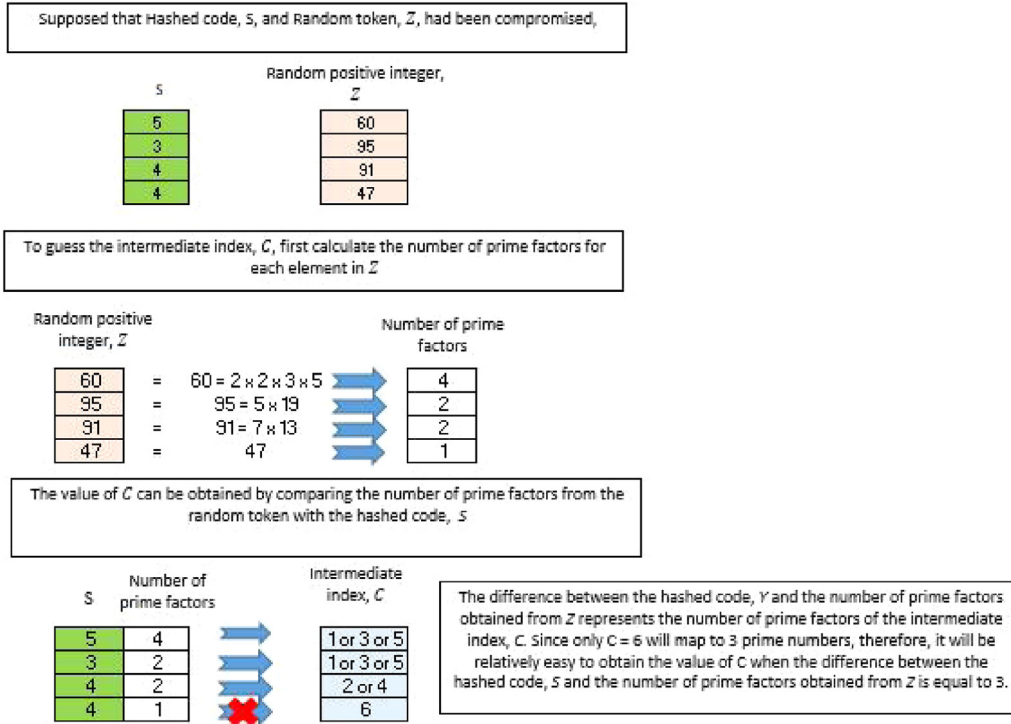 Supposed that Hashed code, S, and Random token, Z, had been compromised,
Random positive integer,
S Z
5 60
3 95
4 91
4 47
To guess the intermediate index, C, first calculate the number of prime factors for
each element in Z
Random positive
integer, Z
Number of prime
factors
60 = 60 = 2 x 2 x 3 x 5 4
95 = 95 = 5 x 19 2
91 = 91 = 7 x 13 2
47 = 47 1
The value of C can be obtained by comparing the number of prime factors from the
random token with the hashed code, S
S
Number of
prime factors
Intermediate
index, C
5 4 1 or 3 or 5
3 2 1 or 3 or 5
4 2 2 or 4
4 1 6
The difference between the hashed code, Y and the number of prime factors
obtained from Z represents the number of prime factors of the intermediate
index, C. Since only C = 6 will map to 3 prime numbers, therefore, it will be
relatively easy to obtain the value of C when the difference between the
hashed code, S and the number of prime factors obtained from Z is equal to 3.